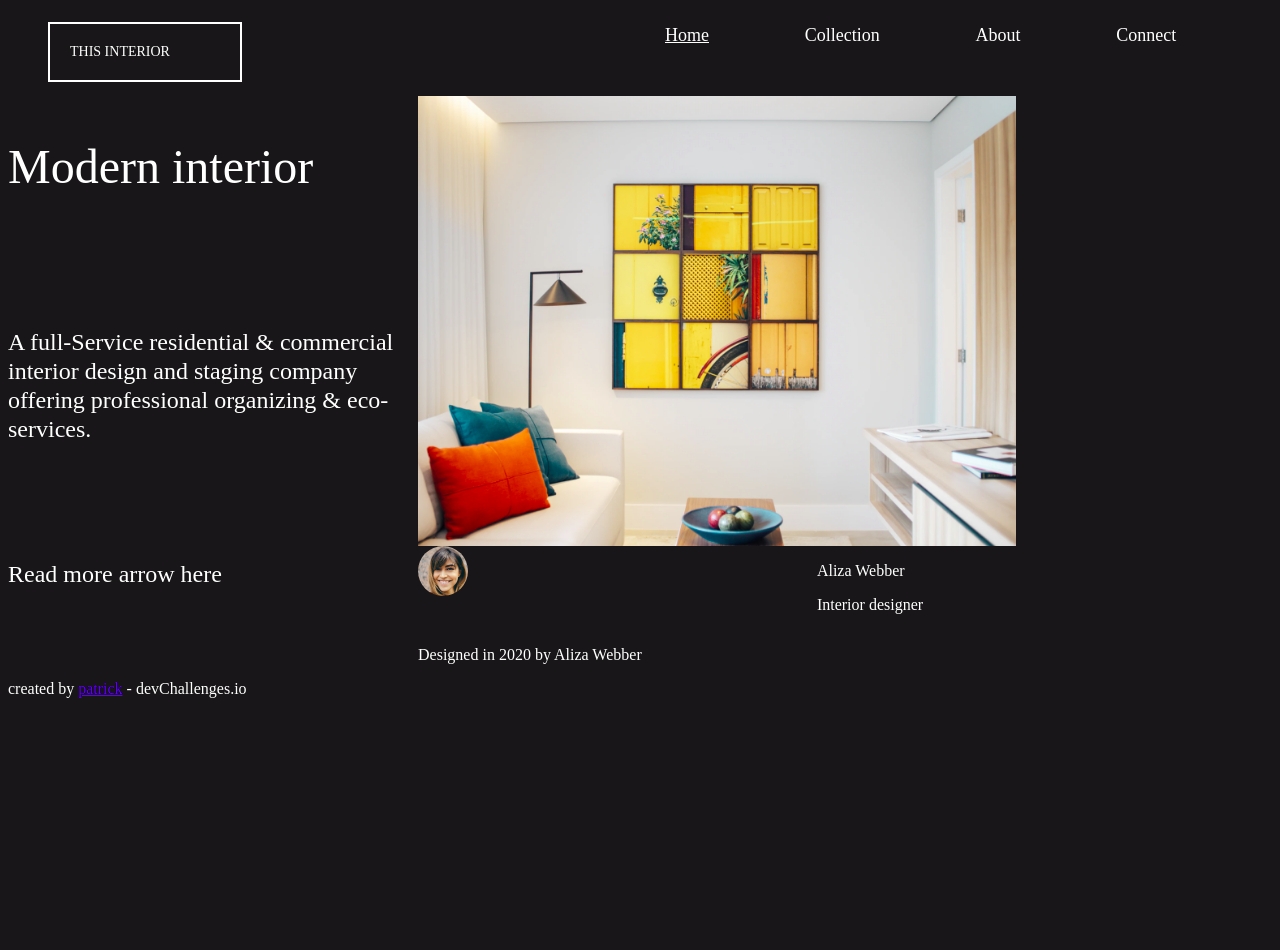 THIS INTERIOR
Home
Collection
About
Connect
Modern interior
A full-Service residential & commercial
interior design and staging company
offering professional organizing & eco-
services.
Read more arrow here
Aliza Webber
Interior designer
Designed in 2020 by Aliza Webber
created by patrick - devChallenges.io